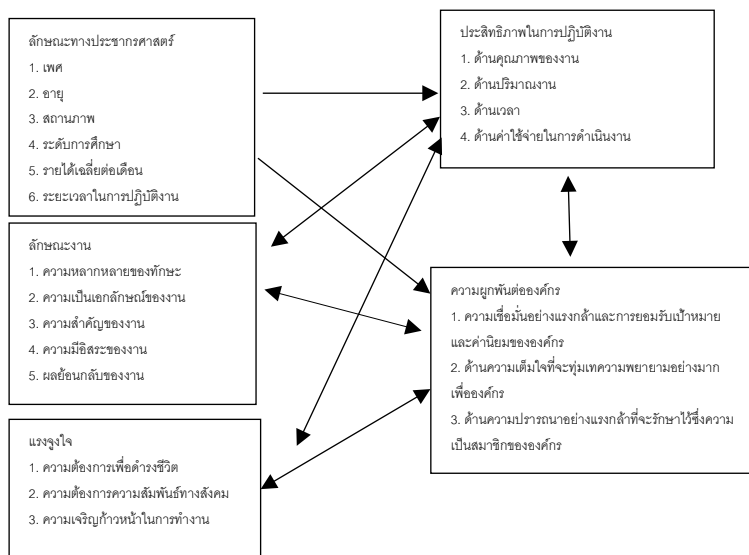 ลักษณะทางประชากรศาสตร์
1. เพศ
2. อายุ
3. สถานภาพ
4. ระดับการศึกษา
5. รายได้เฉลี่ยต่อเดือน
6. ระยะเวลาในการปฏิบัติงาน
ลักษณะงาน
1. ความหลากหลายของทักษะ
2. ความเป็นเอกลักษณ์ของงาน
3. ความสำคัญของงาน
4. ความมีอิสระของงาน
5. ผลย้อนกลับของงาน
แรงจูงใจ
1. ความต้องการเพื่อดำรงชีวิต
2. ความต้องการความสัมพันธ์ทางสังคม
3. ความเจริญก้าวหน้าในการทำงาน
ประสิทธิภาพในการปฏิบัติงาน
1. ด้านคุณภาพของงาน
2. ด้านปริมาณงาน
3. ด้านเวลา
4. ด้านค่าใช้จ่ายในการดำเนินงาน
ความผูกพันต่อองค์กร
1. ความเชื่อมั่นอย่างแรงกล้าและการยอมรับเป้าหมาย
และค่านิยมขององค์กร
2. ด้านความเต็มใจที่จะทุ่มเทความพยายามอย่างมาก
เพื่อองค์กร
3. ด้านความปรารถนาอย่างแรงกล้าที่จะรักษาไว้ซึ่งความ
เป็นสมาชิกขององค์กร